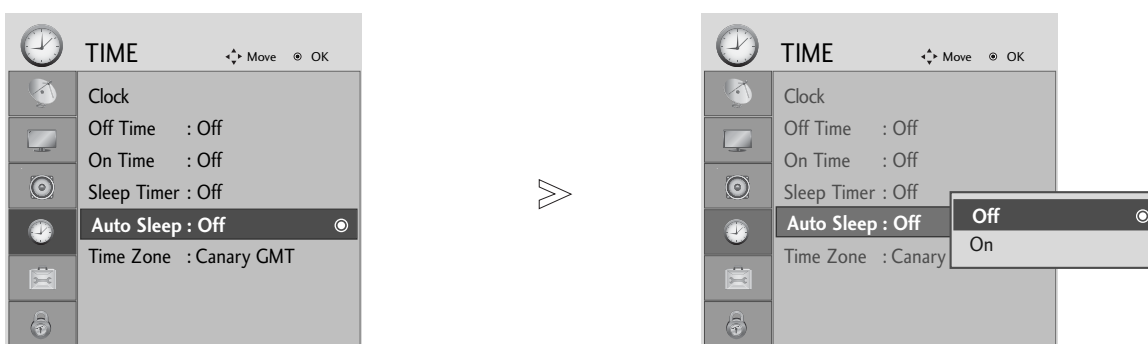 TIME
Move OK
Clock
Off Time : Off
On Time : Off
Sleep Timer : Off
Auto Sleep : Off
Time Zone : Canary GMT
TIME
Move OK
Clock
Off Time : Off
On Time : Off
Sleep Timer : Off
Auto Sleep : Off
Time Zone : Canary
Off
On